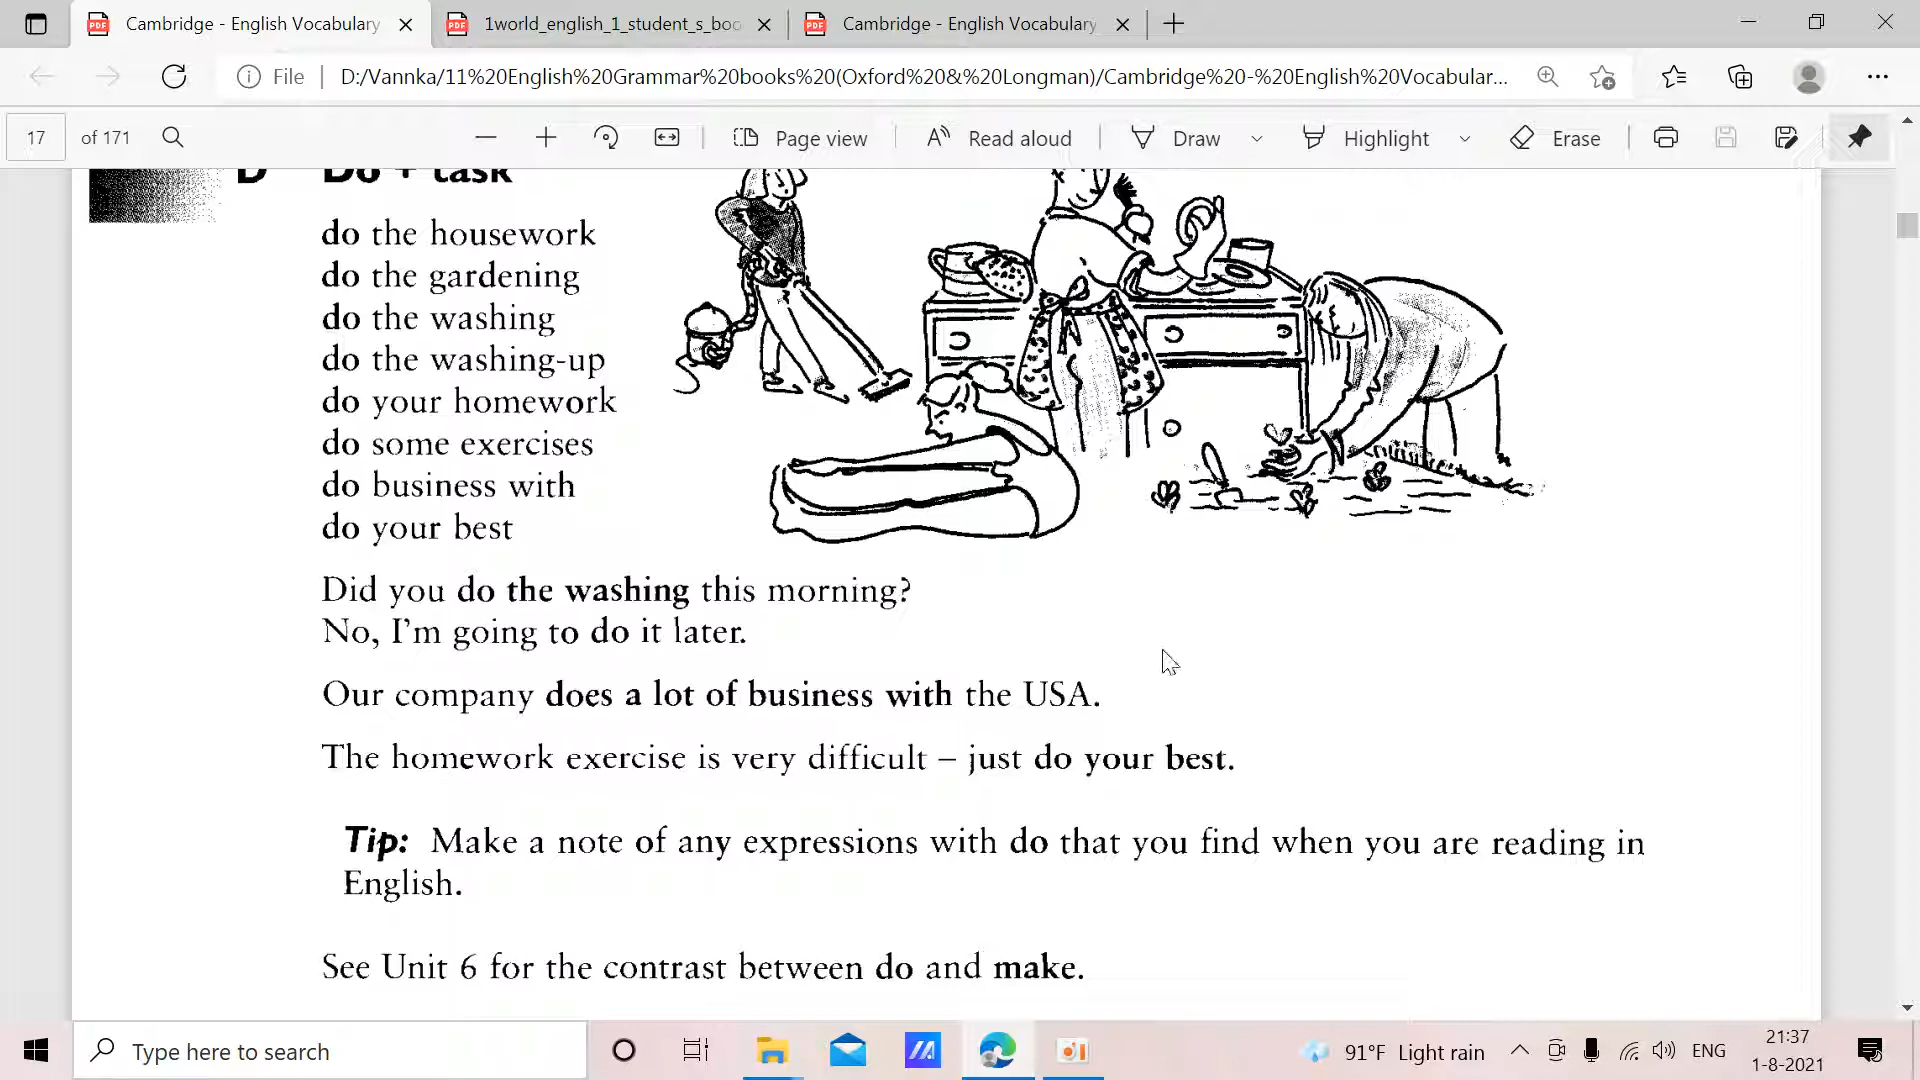 Cambridge - English Vocabulary
1world_english_1_student_s_boo
Cambridge - English Vocabulary
File
D:/Vannka/11%20English%20Grammar%20books%20(Oxford%20&%20Longman)/Cambridge%20-%20English%20Vocabular...
17 of 171
Page view
Read aloud
Draw
Highlight
Erase
D Do + task
do the housework
do the gardening
do the washing
do the washing-up
do your homework
do some exercises
do business with
do your best
Did you do the washing this morning?
No, I'm going to do it later.
Our company does a lot of business with the USA.
The homework exercise is very difficult – just do your best.
Tip: Make a note of any expressions with do that you find when you are reading in
English.
See Unit 6 for the contrast between do and make.
Type here to search
91°F Light rain
ENG
21:37
1-8-2021